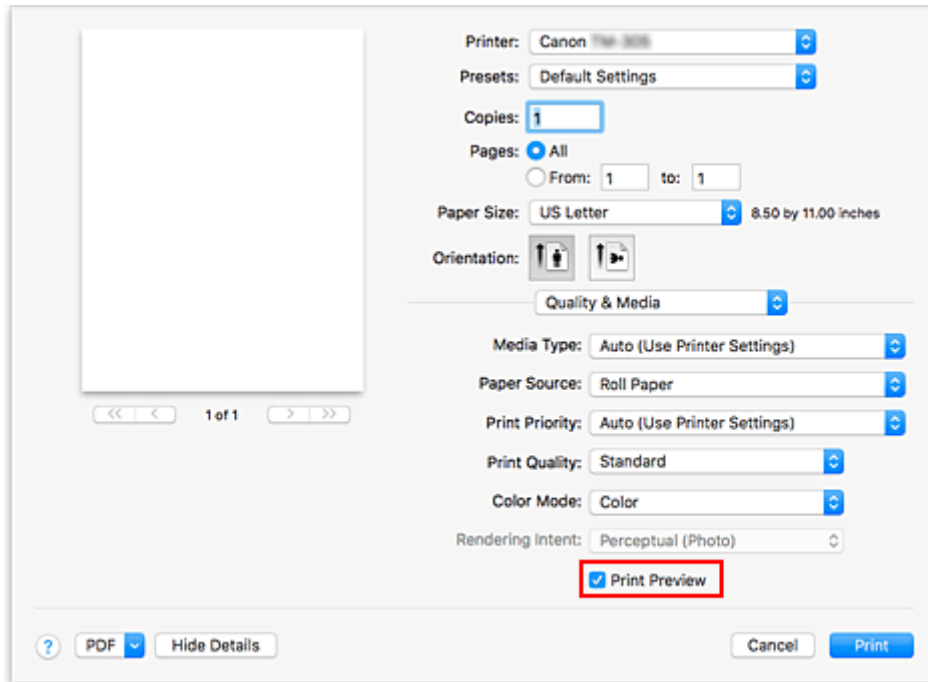 Printer: Canon
Presets: Default Settings
Copies: 1
Pages: All
From: 1 to: 1
Paper Size: US Letter 8.50 by 11.00 inches
Orientation:
Quality & Media
Media Type: Auto (Use Printer Settings)
Paper Source: Roll Paper
<< < 1 of 1 > >>
Print Priority: Auto (Use Printer Settings)
Print Quality: Standard
Color Mode: Color
Rendering Intent: Perceptual (Photo)
Print Preview
? PDF Hide Details Cancel Print